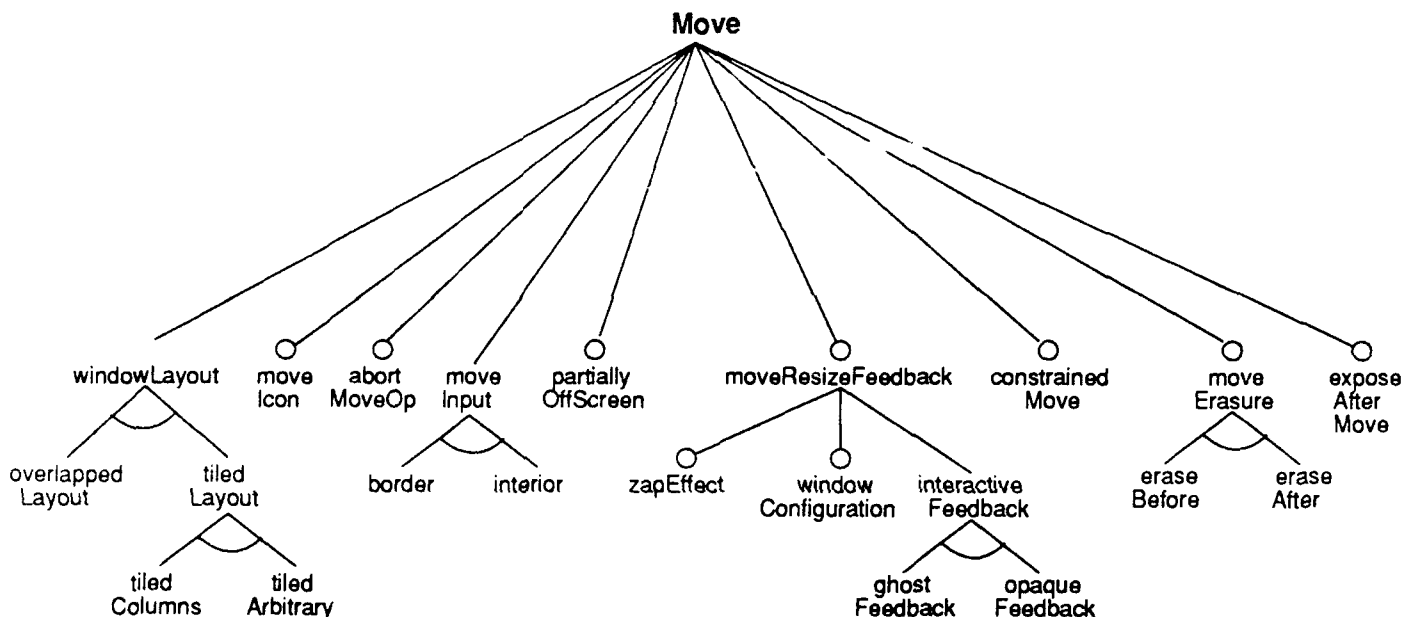 Move
windowLayout
move
Icon
abort
MoveOp
move
Input
partially
OffScreen
moveResizeFeedback
constrained
Move
move
Erasure
expose
After
Move
overlapped
Layout
tiled
Layout
border
interior
zapEffect
window
Configuration
interactive
Feedback
erase
Before
erase
After
tiled
Columns
tiled
Arbitrary
ghost
Feedback
opaque
Feedback